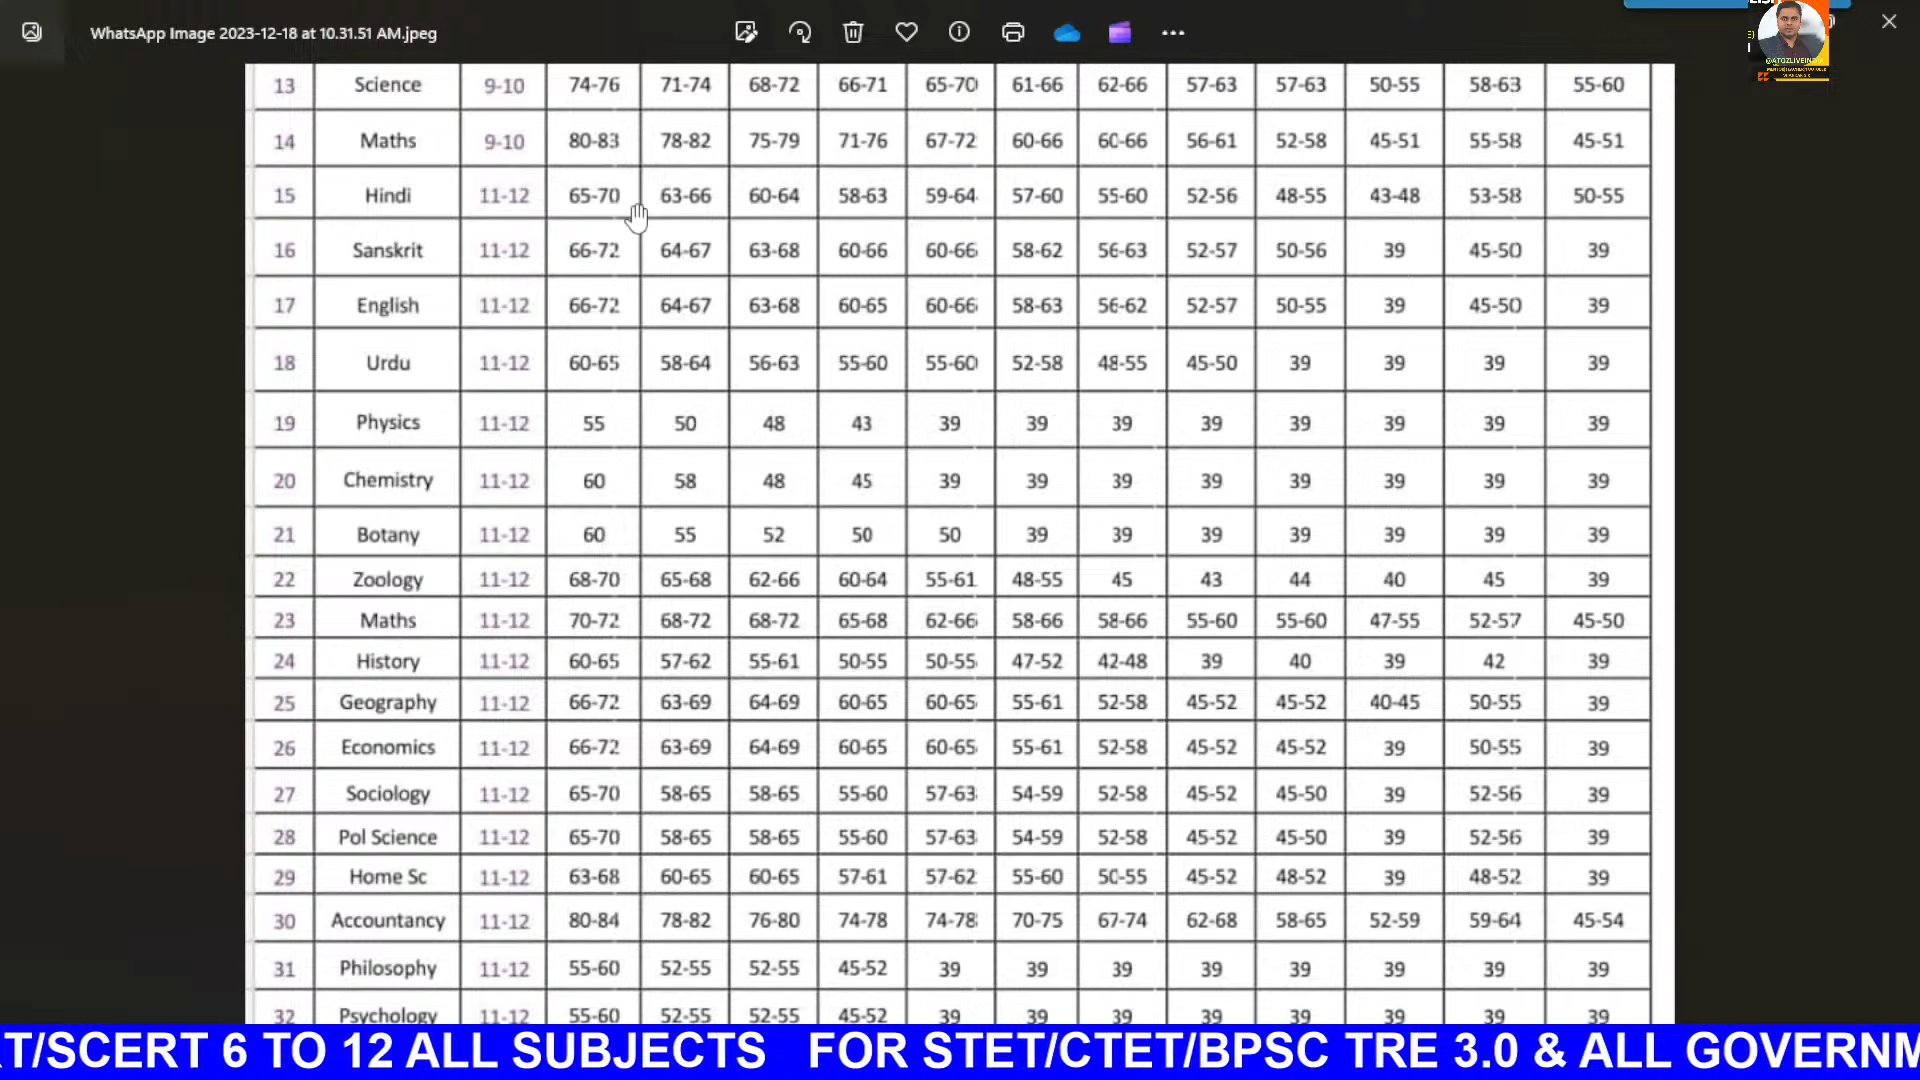 WhatsApp Image 2023-12-18 at 10.31.51 AM.jpeg
@ATOZLIVEINDIA
13 Science 9-10 74-76 71-74 68-72 66-71 65-70 61-66 62-66 57-63 57-63 50-55 58-63 55-60
14 Maths 9-10 80-83 78-82 75-79 71-76 67-72 60-66 60-66 56-61 52-58 45-51 55-58 45-51
15 Hindi 11-12 65-70 63-66 60-64 58-63 59-64 57-60 55-60 52-56 48-55 43-48 53-58 50-55
16 Sanskrit 11-12 66-72 64-67 63-68 60-66 60-66 58-62 56-63 52-57 50-56 39 45-50 39
17 English 11-12 66-72 64-67 63-68 60-65 60-66 58-63 56-62 52-57 50-55 39 45-50 39
18 Urdu 11-12 60-65 58-64 56-63 55-60 55-60 52-58 48-55 45-50 39 39 39 39
19 Physics 11-12 55 50 48 43 39 39 39 39 39 39 39 39
20 Chemistry 11-12 60 58 48 45 39 39 39 39 39 39 39 39
21 Botany 11-12 60 55 52 50 50 39 39 39 39 39 39 39
22 Zoology 11-12 68-70 65-68 62-66 60-64 55-61 48-55 45 43 44 40 45 39
23 Maths 11-12 70-72 68-72 68-72 65-68 62-66 58-66 58-66 55-60 55-60 47-55 52-57 45-50
24 History 11-12 60-65 57-62 55-61 50-55 50-55 47-52 42-48 39 40 39 42 39
25 Geography 11-12 66-72 63-69 64-69 60-65 60-65 55-61 52-58 45-52 45-52 40-45 50-55 39
26 Economics 11-12 66-72 63-69 64-69 60-65 60-65 55-61 52-58 45-52 45-52 39 50-55 39
27 Sociology 11-12 65-70 58-65 58-65 55-60 57-63 54-59 52-58 45-52 45-50 39 52-56 39
28 Pol Science 11-12 65-70 58-65 58-65 55-60 57-63 54-59 52-58 45-52 45-50 39 52-56 39
29 Home Sc 11-12 63-68 60-65 60-65 57-61 57-62 55-60 50-55 45-52 48-52 39 48-52 39
30 Accountancy 11-12 80-84 78-82 76-80 74-78 74-78 70-75 67-74 62-68 58-65 52-59 59-64 45-54
31 Philosophy 11-12 55-60 52-55 52-55 45-52 39 39 39 39 39 39 39 39
32 Psychology 11-12 55-60 52-55 52-55 45-52 39 39 39 39 39 39 39 39
T/SCERT 6 TO 12 ALL SUBJECTS FOR STET/CTET/BPSC TRE 3.0 & ALL GOVERNM